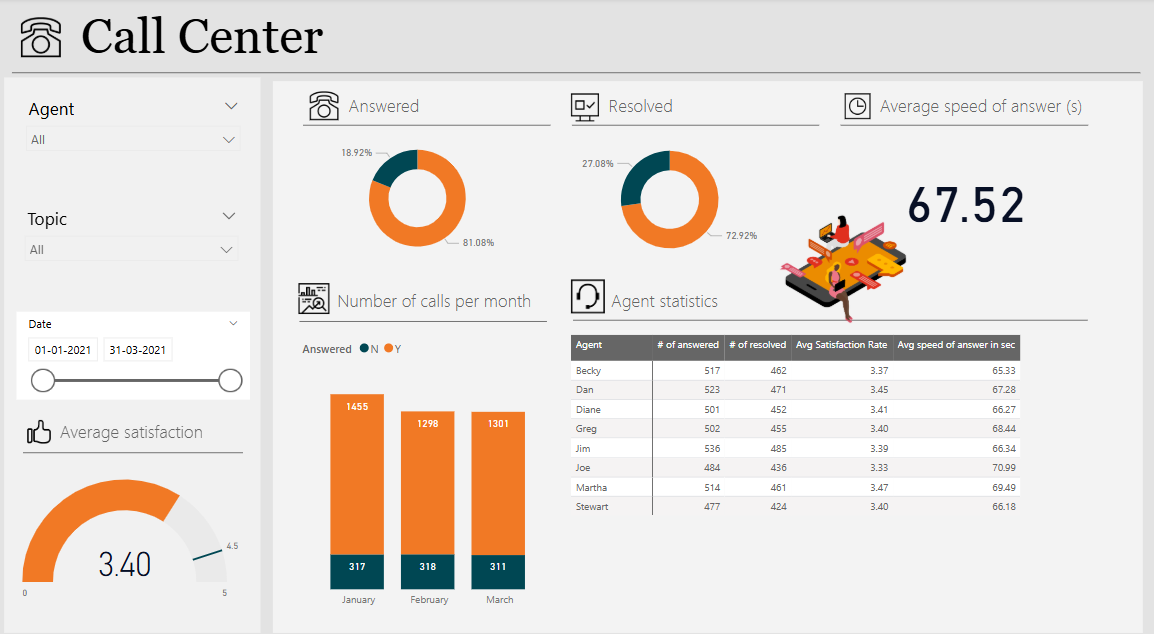 Call Center
Agent
All
Topic
All
Date
01-01-2021 31-03-2021
Average satisfaction
3.40
4.5
0 5
Answered
18.92%
81.08%
Resolved
27.08%
72.92%
Average speed of answer (s)
67.52
Number of calls per month
Answered N Y
1455 1298 1301
317 318 311
January February March
Agent statistics
Agent # of answered # of resolved Avg Satisfaction Rate Avg speed of answer in sec
Becky 517 462 3.37 65.33
Dan 523 471 3.45 67.28
Diane 501 452 3.41 66.27
Greg 502 455 3.40 68.44
Jim 536 485 3.39 66.34
Joe 484 436 3.33 70.99
Martha 514 461 3.47 69.49
Stewart 477 424 3.40 66.18